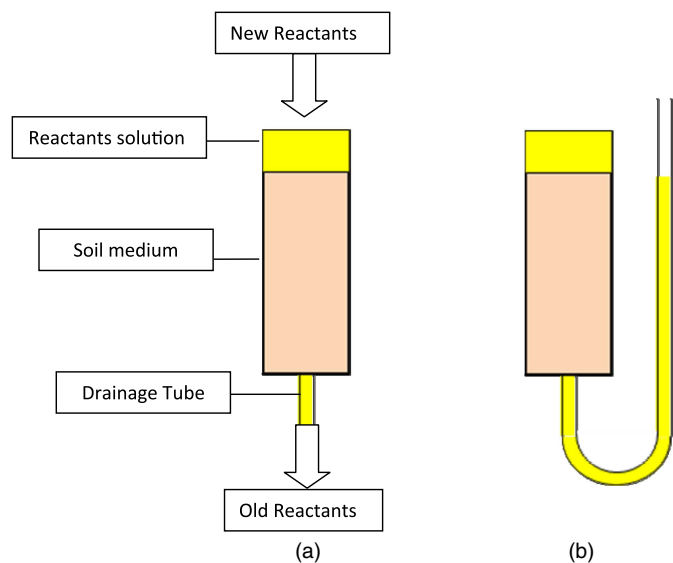 New Reactants
Reactants solution
Soil medium
Drainage Tube
Old Reactants
(a)
(b)